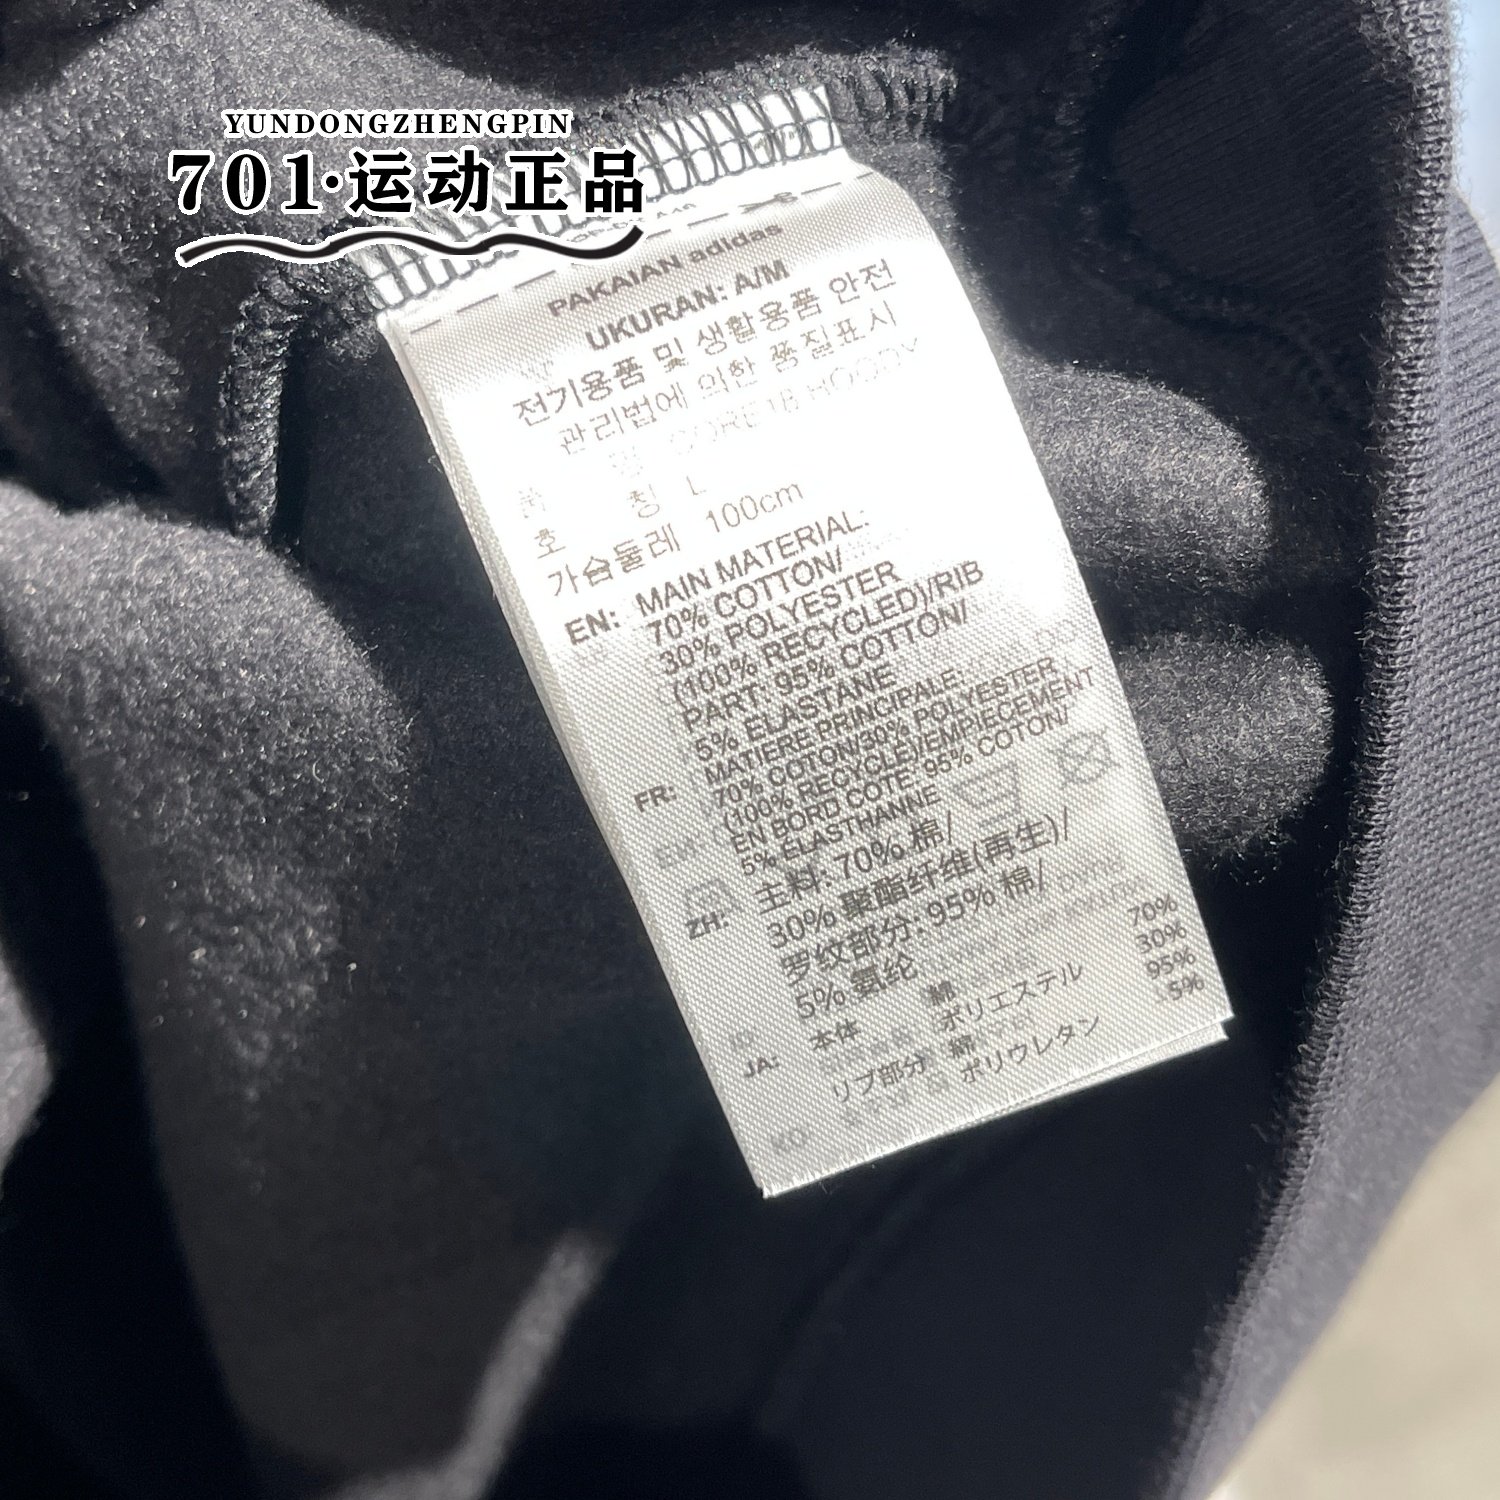 YUNDONGZHENGPIN
701·运动正品
PAKAIAN adidas
UKURAN: A/M
전기용품 및 생활용품 안전
관리법에 의한 품질표시
명 CORE18 HOODY
호 칭 L
가슴둘레 100cm
EN: MAIN MATERIAL:
70% COTTON/
30% POLYESTER
(100% RECYCLED)/RIB
PART: 95% COTTON/
5% ELASTANE
FR: MATIERE PRINCIPALE:
70% COTON/30% POLYESTER
(100% RECYCLE)/EMPIECEMENT
EN BORD COTE: 95% COTON/
5% ELASTHANNE
ZH: 主料: 70% 棉/
30% 聚酯纤维(再生)/
罗纹部分: 95% 棉/
5% 氨纶
JA: 本体 綿 70%
ポリエステル 30%
リブ部分 綿 95%
ポリウレタン 5%